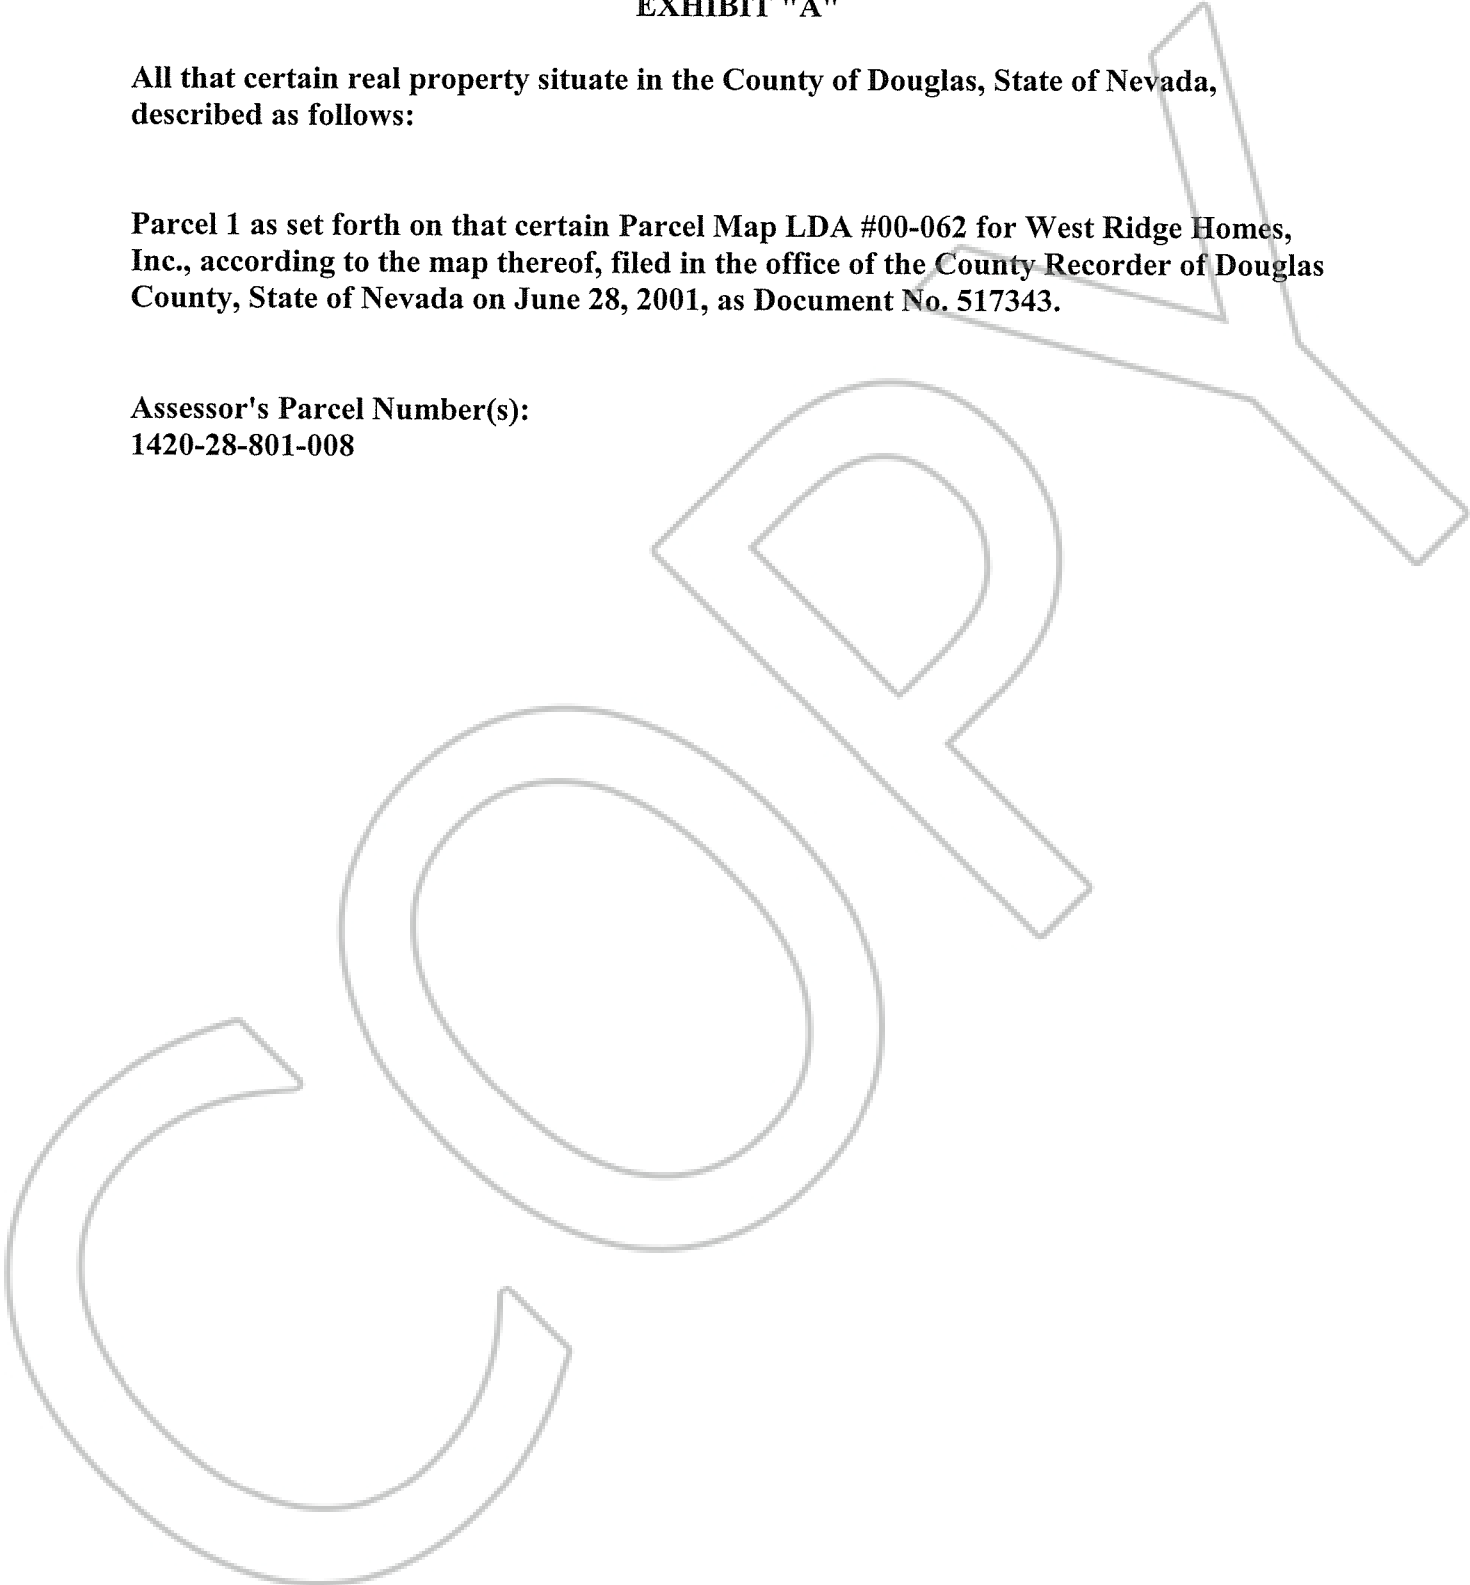 EXHIBIT "A"
All that certain real property situate in the County of Douglas, State of Nevada,
described as follows:
Parcel 1 as set forth on that certain Parcel Map LDA #00-062 for West Ridge Homes,
Inc., according to the map thereof, filed in the office of the County Recorder of Douglas
County, State of Nevada on June 28, 2001, as Document No. 517343.
Assessor's Parcel Number(s):
1420-28-801-008
COPY